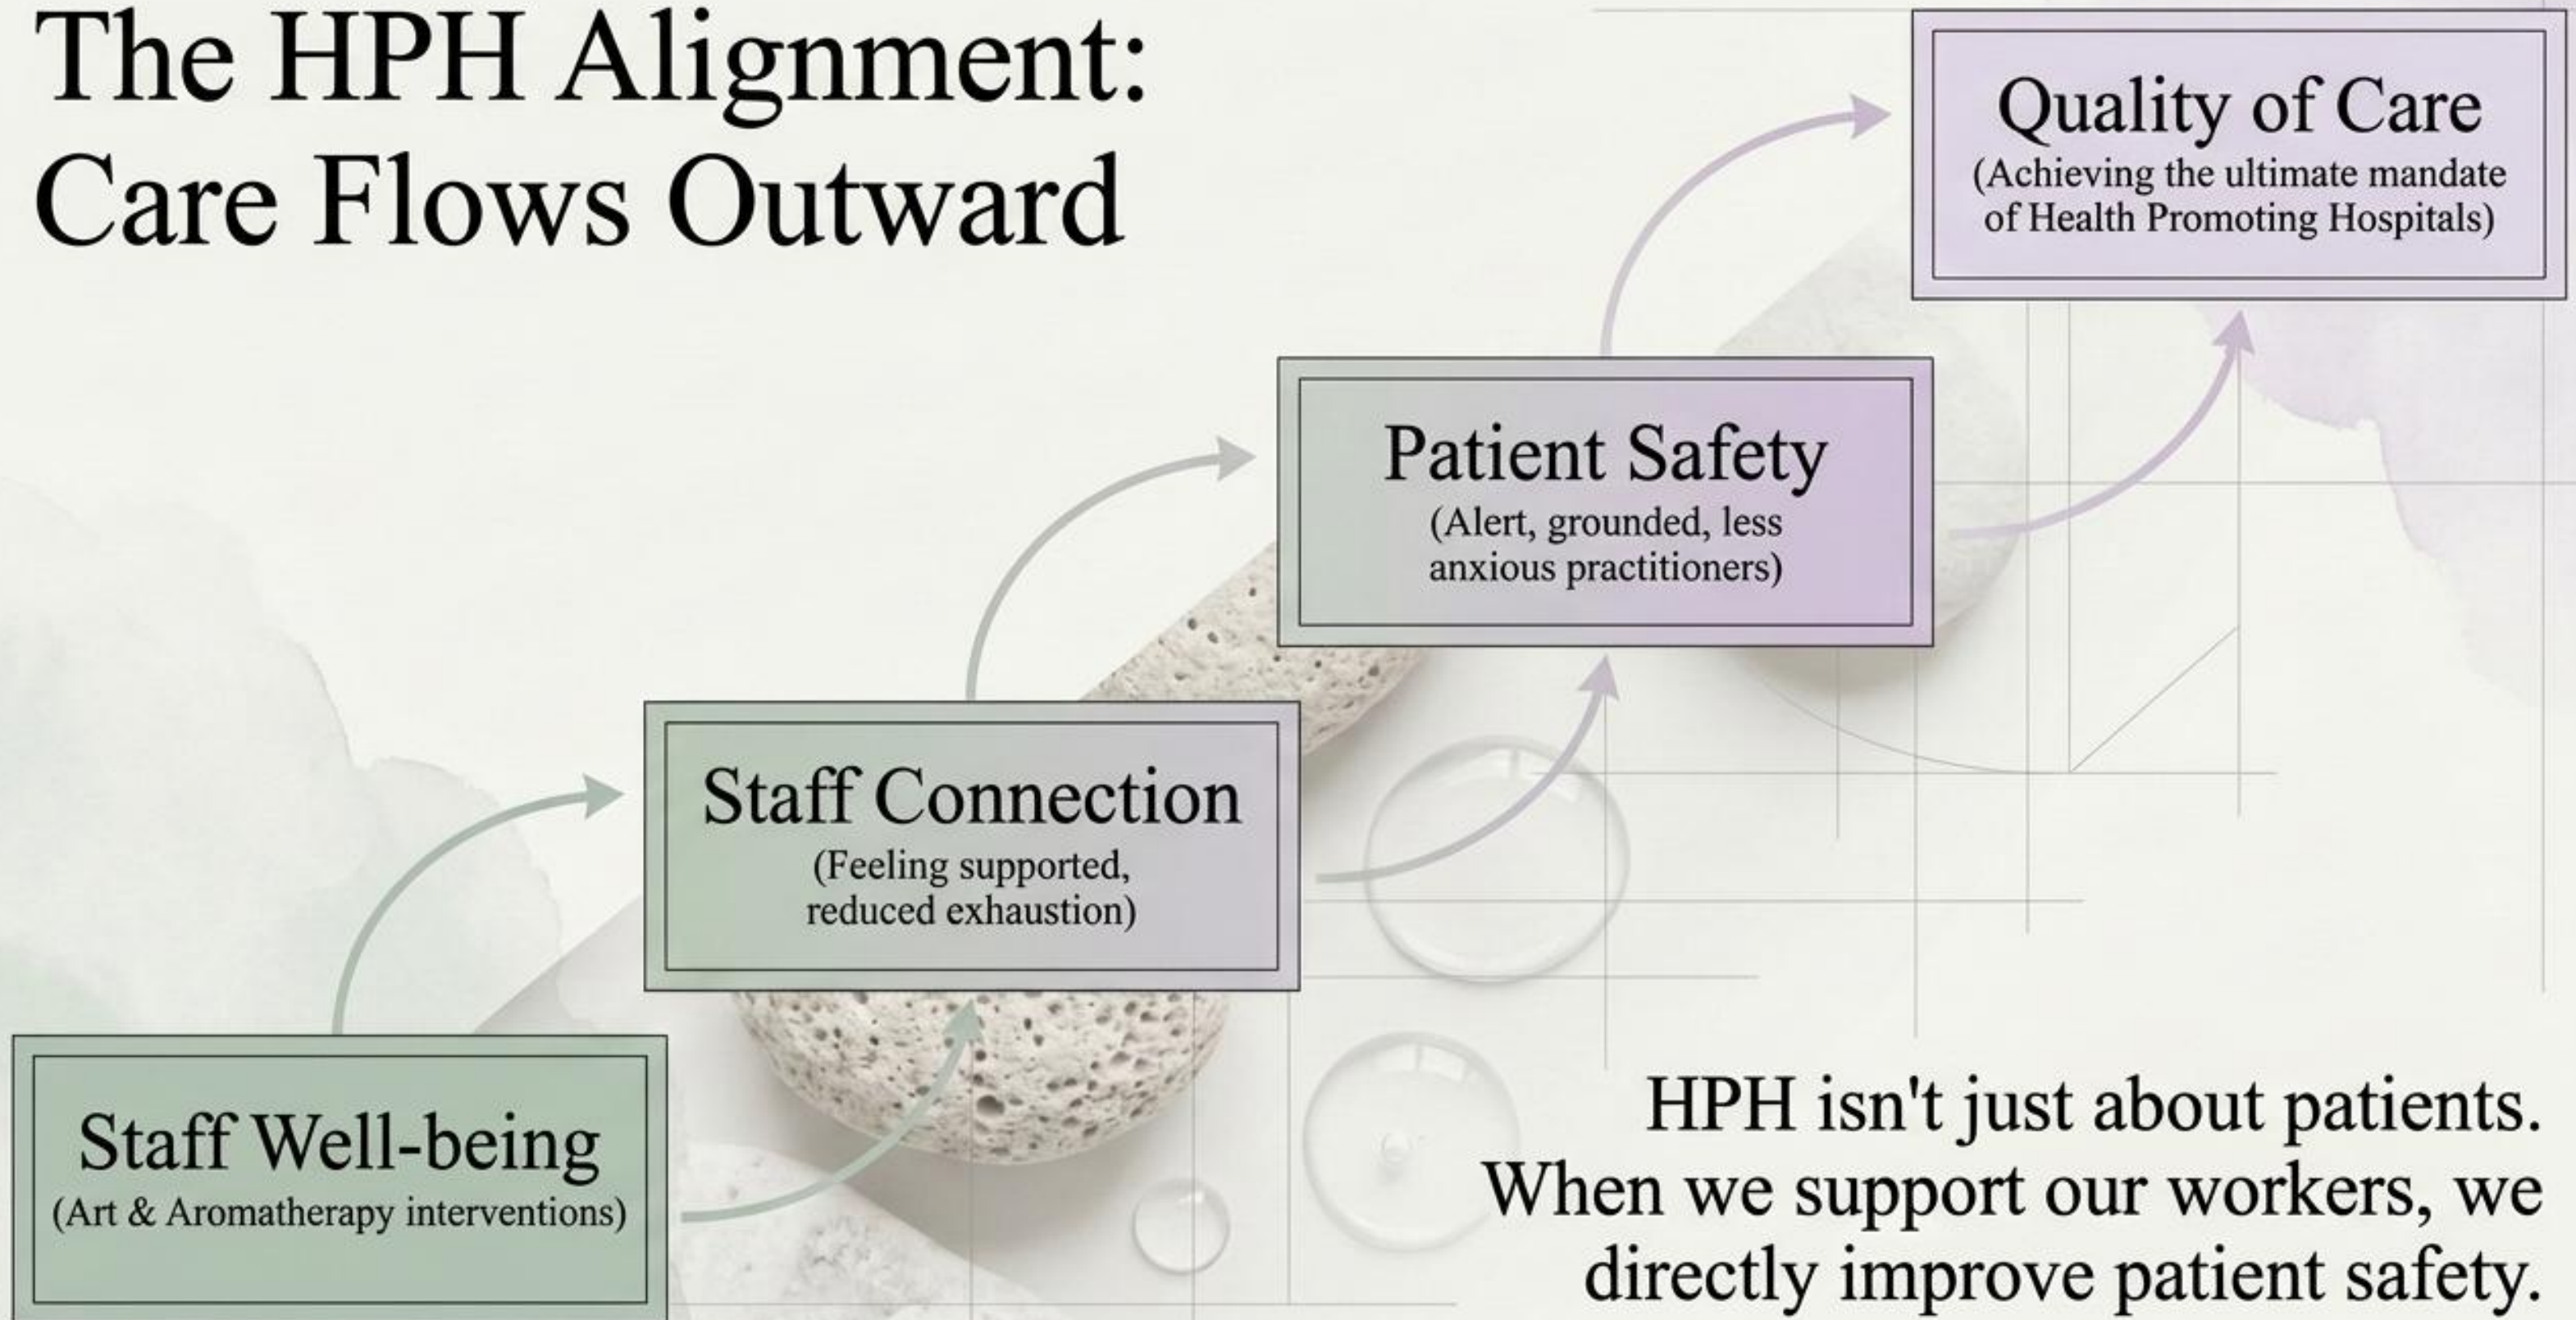 The HPH Alignment:
Care Flows Outward
Quality of Care
(Achieving the ultimate mandate
of Health Promoting Hospitals)
Patient Safety
(Alert, grounded, less
anxious practitioners)
Staff Connection
(Feeling supported,
reduced exhaustion)
Staff Well-being
(Art & Aromatherapy interventions)
HPH isn't just about patients.
When we support our workers, we
directly improve patient safety.